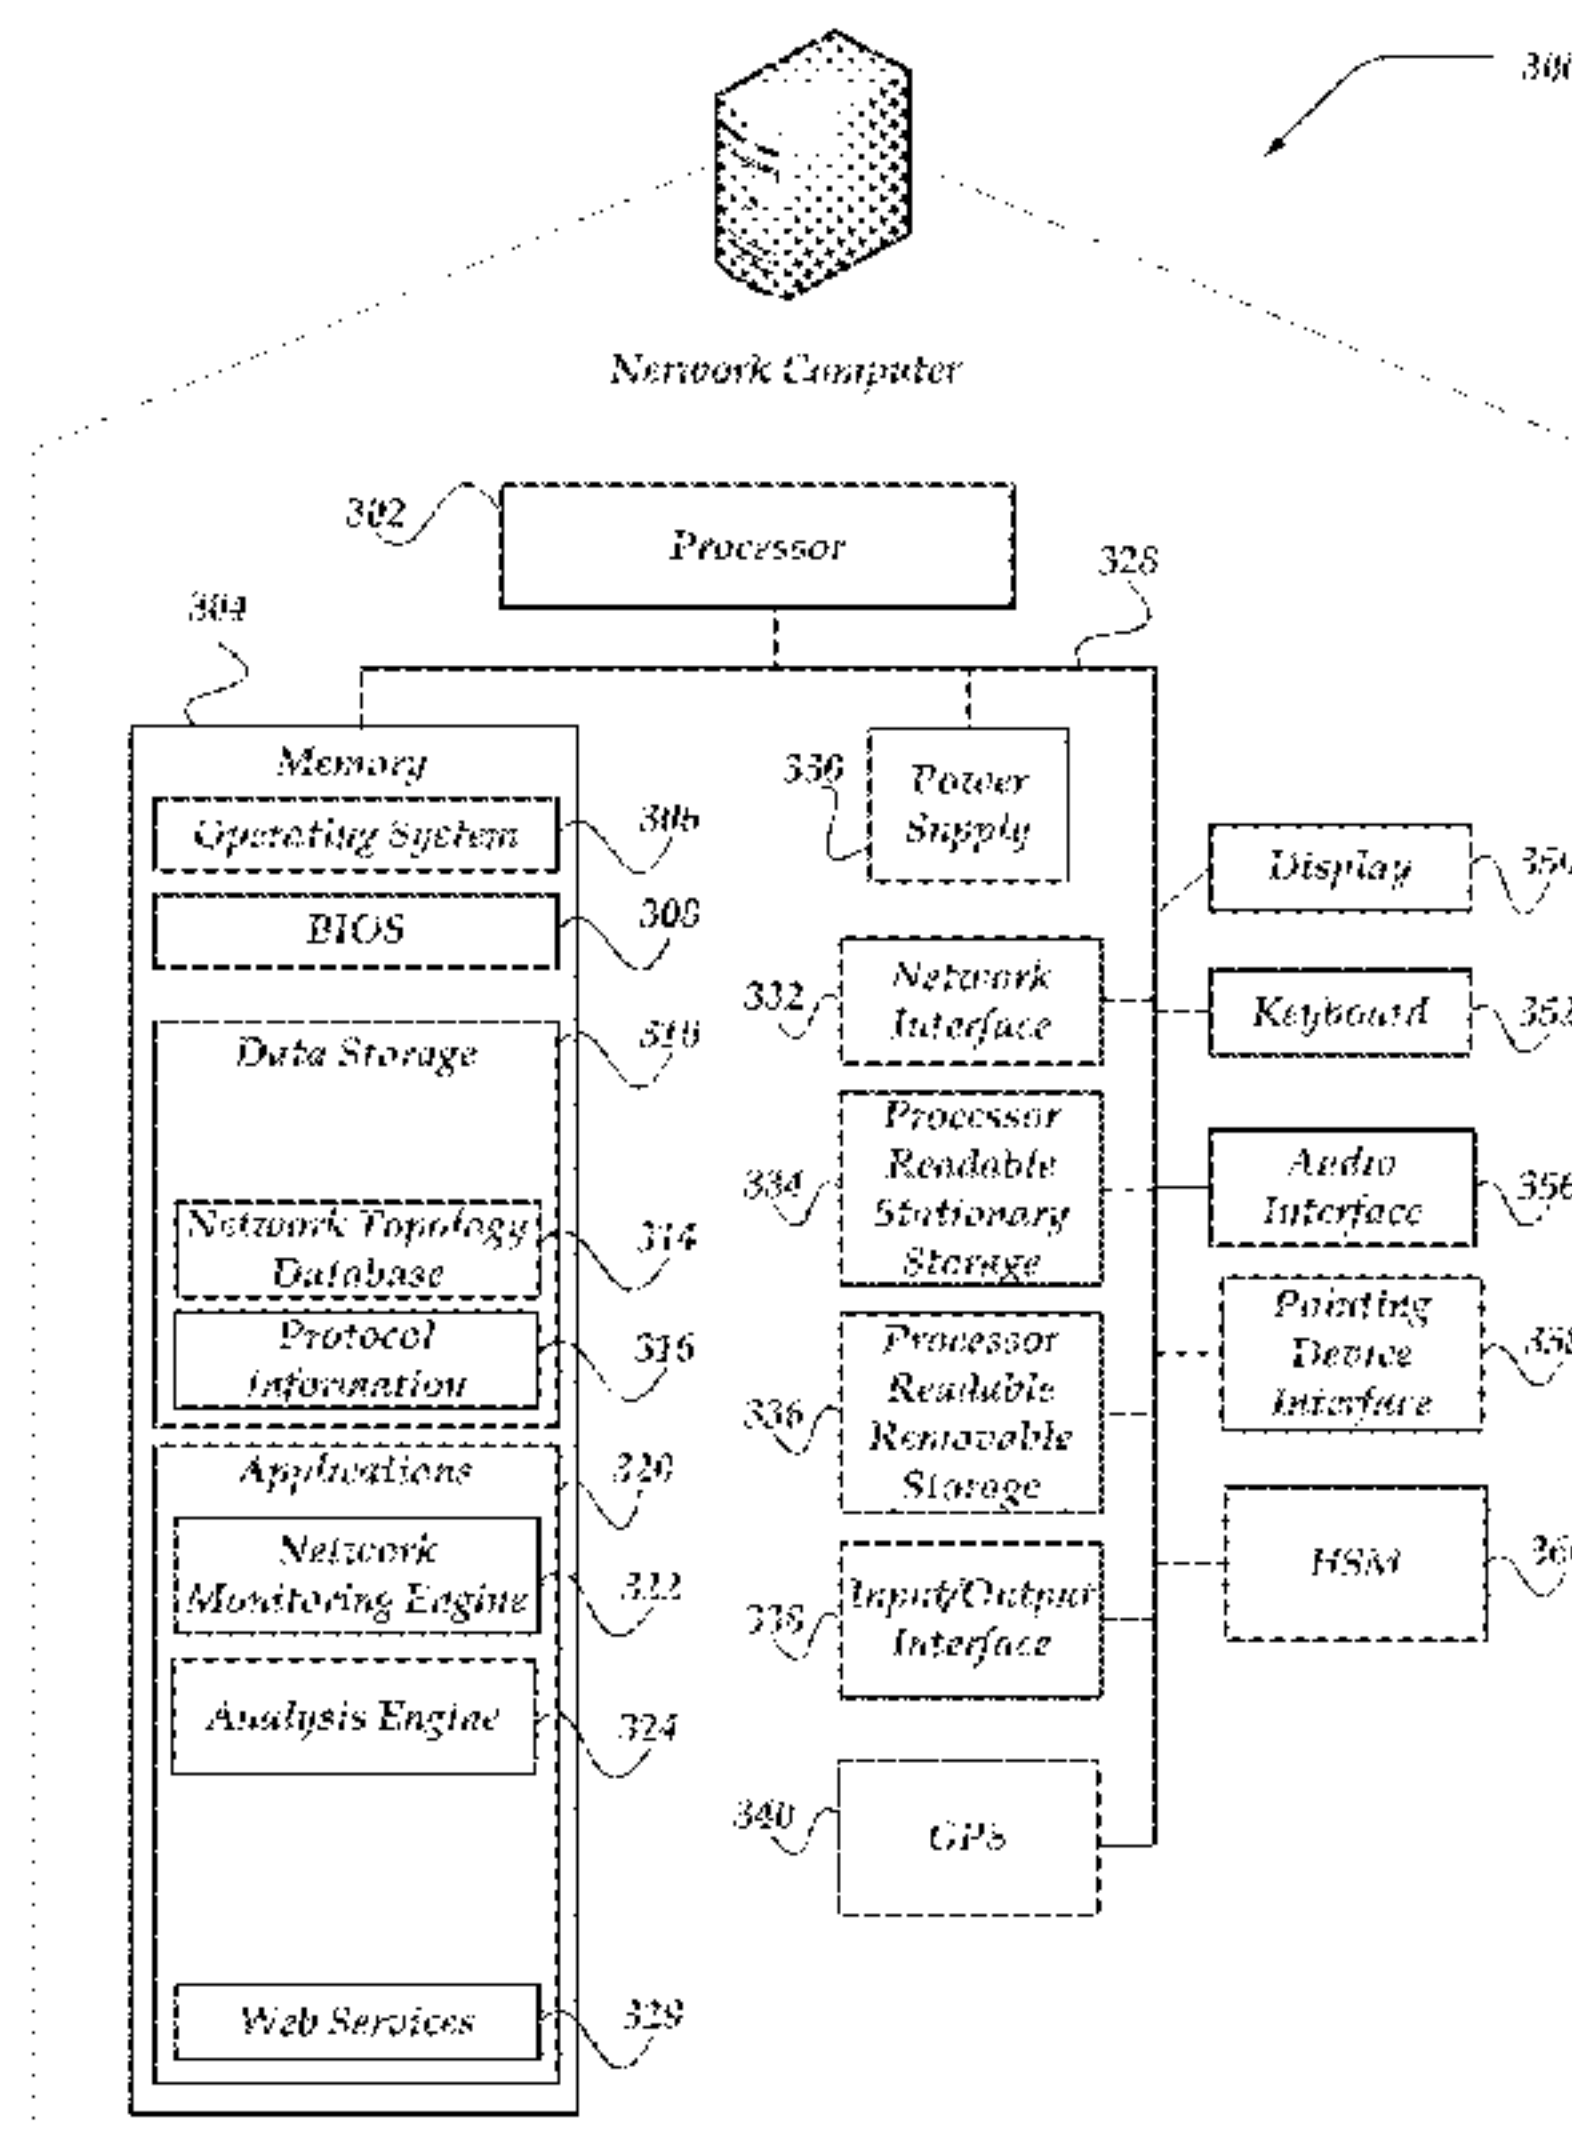 Network Computer
302
Processor
328
304
Memory
330
Power
Supply
Operating System
306
Display
BIOS
308
332
Network
Interface
Keyboard
Data Storage
310
334
Processor
Readable
Stationary
Storage
Audio
Interface
Network Topology
Database
314
Pointing
Device
Interface
Protocol
Information
316
336
Processor
Readable
Removable
Storage
Applications
320
Network
Monitoring Engine
322
HSM
338
Input/Output
Interface
Analysis Engine
324
340
GPS
Web Services
329